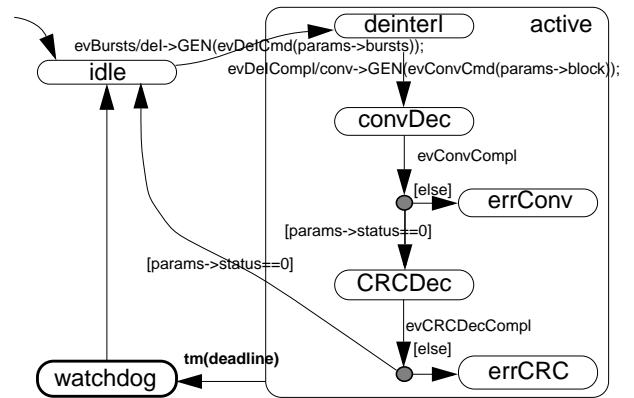 deinterl
active
evBursts/del->GEN(evDelCmd(params->bursts));
idle
evDelCompl/conv->GEN(evConvCmd(params->block));
convDec
evConvCompl
[else]
errConv
[params->status==0]
[params->status==0]
CRCDec
evCRCDecCompl
[else]
tm(deadline)
watchdog
errCRC